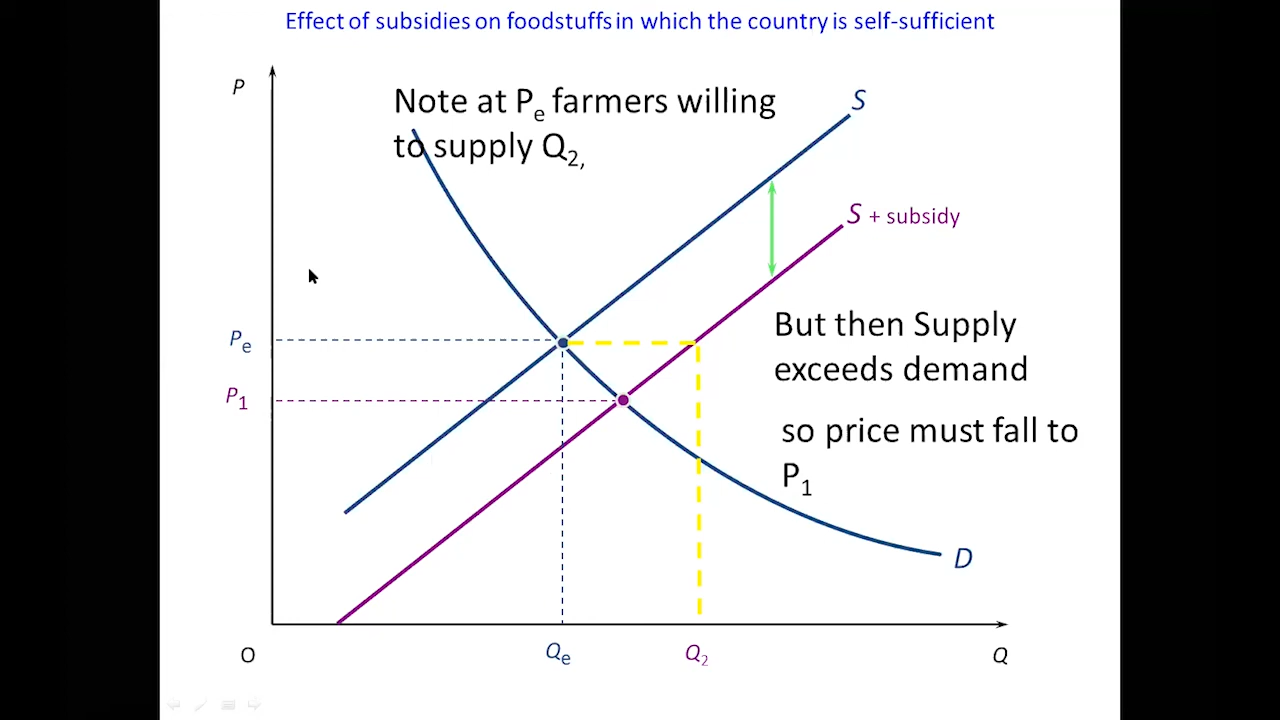 Effect of subsidies on foodstuffs in which the country is self-sufficient
P
Note at Pe farmers willing
to supply Q2,
S
S + subsidy
Pe
P1
But then Supply
exceeds demand
so price must fall to
P1
D
O
Qe
Q2
Q